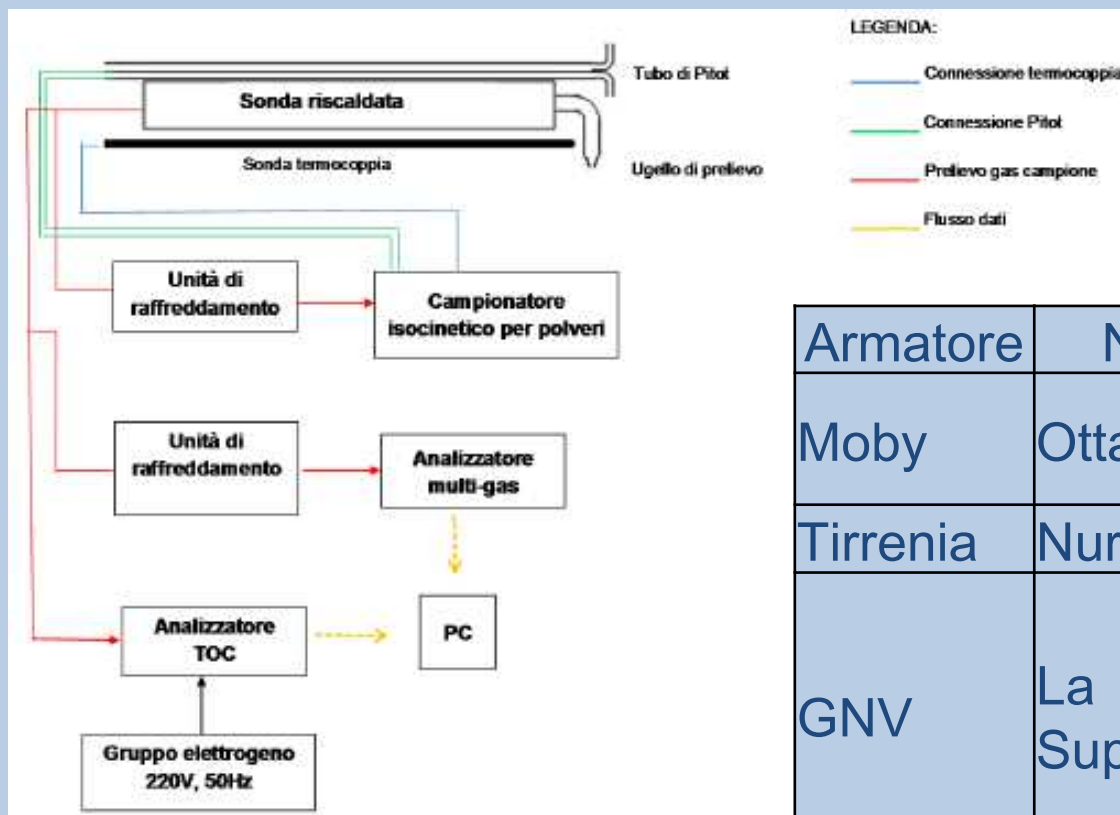 LEGENDA:
Tubo di Pitot
Connessione termocoppia
Sonda riscaldata
Connessione Pitot
Sonda termocoppia
Ugello di prelievo
Prelievo gas campione
Flusso dati
Unità di
raffreddamento
Campionatore
isocinetico per polveri
Unità di
raffreddamento
Analizzatore
multi-gas
Analizzatore
TOC
PC
Gruppo elettrogeno
220V, 50Hz
Armatore
Moby
Tirrenia
GNV
La